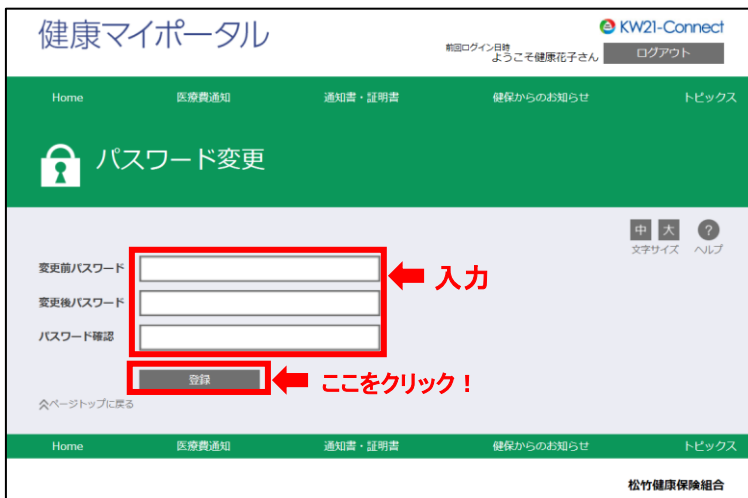 健康マイポータル
KW21-Connect
前回ログイン日時
ようこそ健康花子さん
ログアウト
Home 医療費通知 通知書・証明書 健保からのお知らせ トピックス
パスワード変更
中 大 ?
文字サイズ ヘルプ
変更前パスワード
入力
変更後パスワード
パスワード確認
登録
ここをクリック!
ページトップに戻る
Home 医療費通知 通知書・証明書 健保からのお知らせ トピックス
松竹健康保険組合